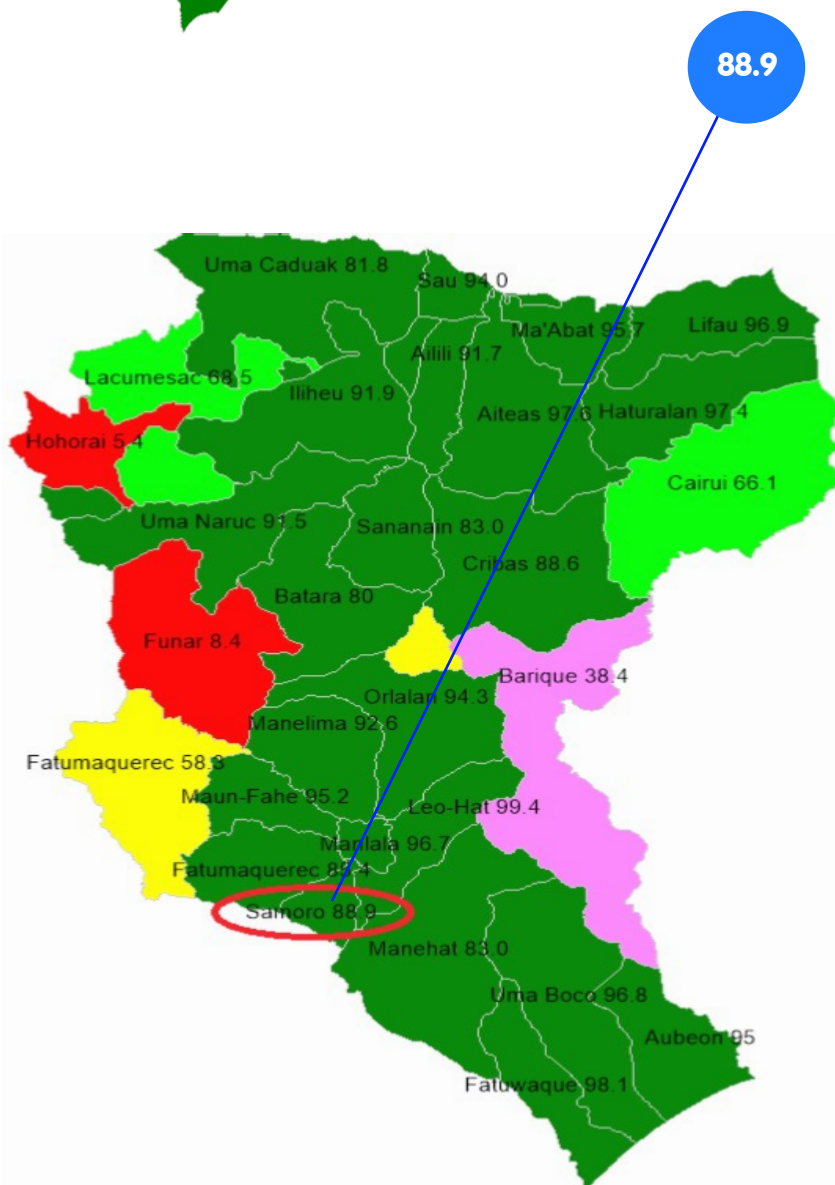 88.9
Uma Caduak 81.8
Sau 94.0
Ma'Abat 95.7
Lifau 96.9
Ailili 91.7
Lacumesac 68.5
Iliheu 91.9
Aiteas 97.6
Haturalan 97.4
Hohorai 5.4
Cairui 66.1
Uma Naruc 91.5
Sananain 83.0
Cribas 88.6
Batara 80
Funar 8.4
Barique 38.4
Orlalan 94.3
Manelima 92.6
Fatumaquerec 58.3
Maun-Fahe 95.2
Leo-Hat 99.4
Manlala 96.7
Fatumaquerec 85.4
Samoro 88.9
Manehat 83.0
Uma Boco 96.8
Aubeon 95
Fatuwaque 98.1